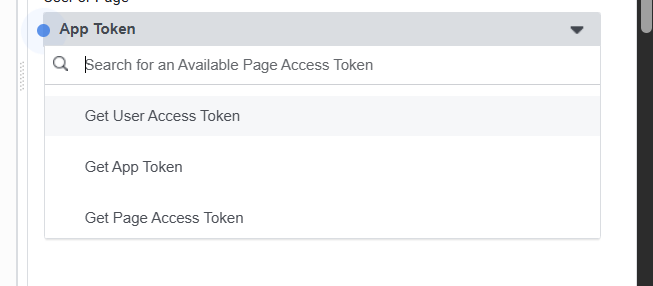 User or Page
App Token
Search for an Available Page Access Token
Get User Access Token
Get App Token
Get Page Access Token